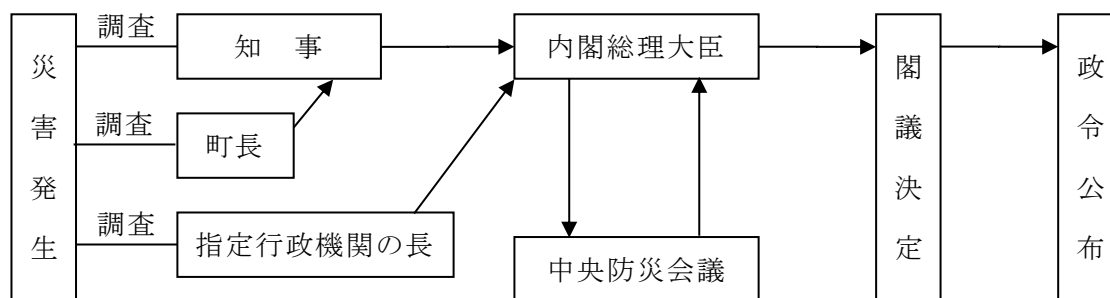 災害発生
調査
知　事
調査
町長
調査
指定行政機関の長
内閣総理大臣
中央防災会議
閣議決定
政令公布